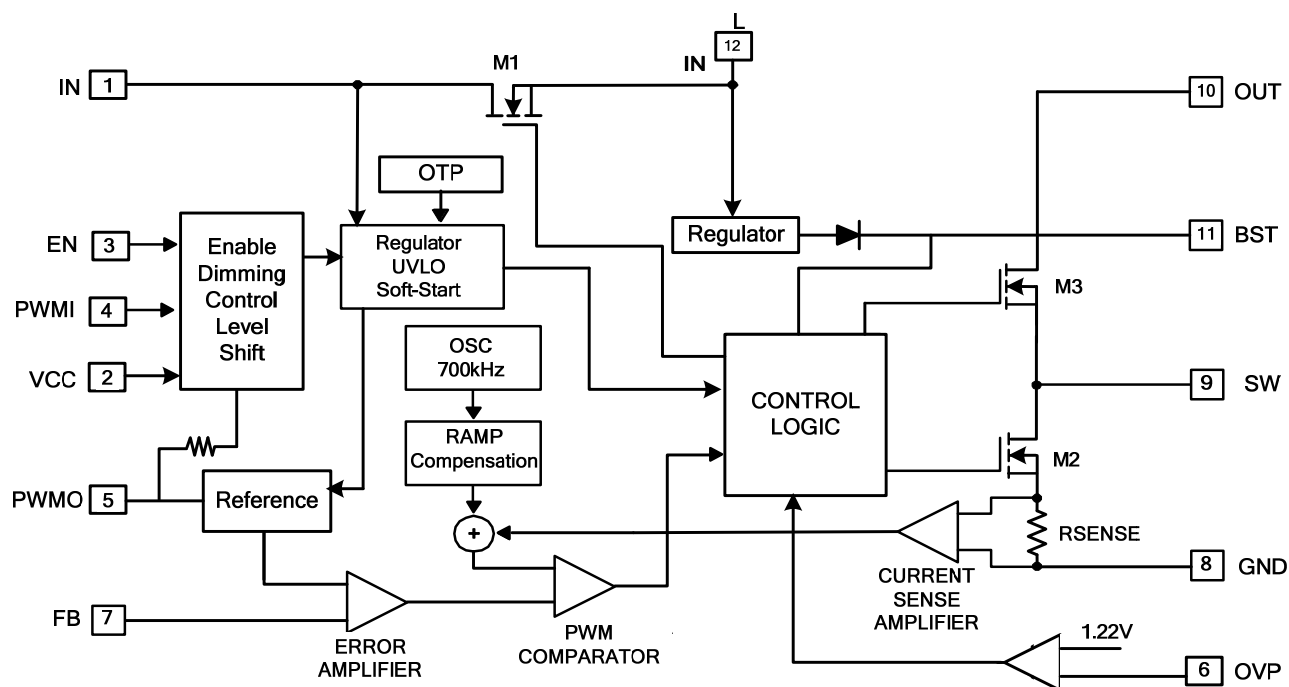 L
12
M1
IN
IN 1
10 OUT
OTP
Regulator
11 BST
EN 3
Enable
Dimming
Control
Level
Shift
Regulator
UVLO
Soft-Start
M3
PWMI 4
VCC 2
OSC
700kHz
CONTROL
LOGIC
9 SW
RAMP
Compensation
M2
PWMO 5
Reference
+
RSENSE
8 GND
CURRENT
SENSE
AMPLIFIER
FB 7
ERROR
AMPLIFIER
PWM
COMPARATOR
1.22V
6 OVP